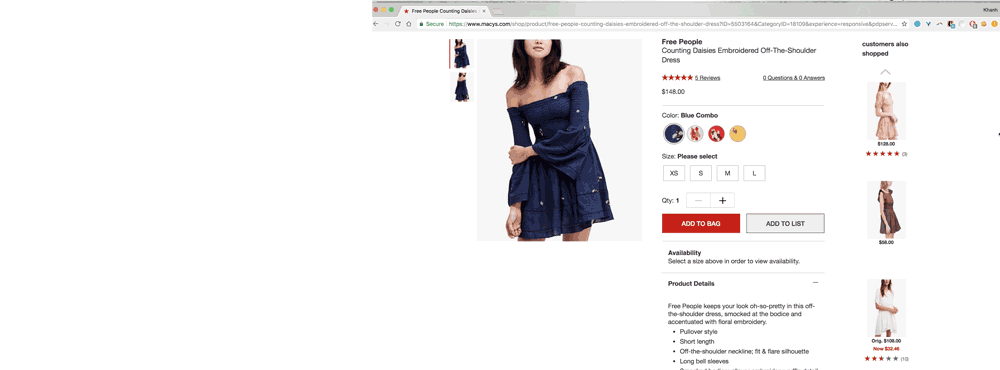 Free People Counting Daisies
Khanh
Secure
https://www.macys.com/shop/product/free-people-counting-daisies-embroidered-off-the-shoulder-dress?ID=5503164&CategoryID=18109&experience=responsive&pdpserv...
Free People
Counting Daisies Embroidered Off-The-Shoulder
Dress
5 Reviews
0 Questions & 0 Answers
$148.00
Color: Blue Combo
Size: Please select
XS
S
M
L
Qty: 1
ADD TO BAG
ADD TO LIST
Availability
Select a size above in order to view availability.
Product Details
Free People keeps your look oh-so-pretty in this off-
the-shoulder dress, smocked at the bodice and
accentuated with floral embroidery.
• Pullover style
• Short length
• Off-the-shoulder neckline; fit & flare silhouette
• Long bell sleeves
customers also
shopped
$128.00
$58.00
Orig. $108.00
Now $32.46
(10)